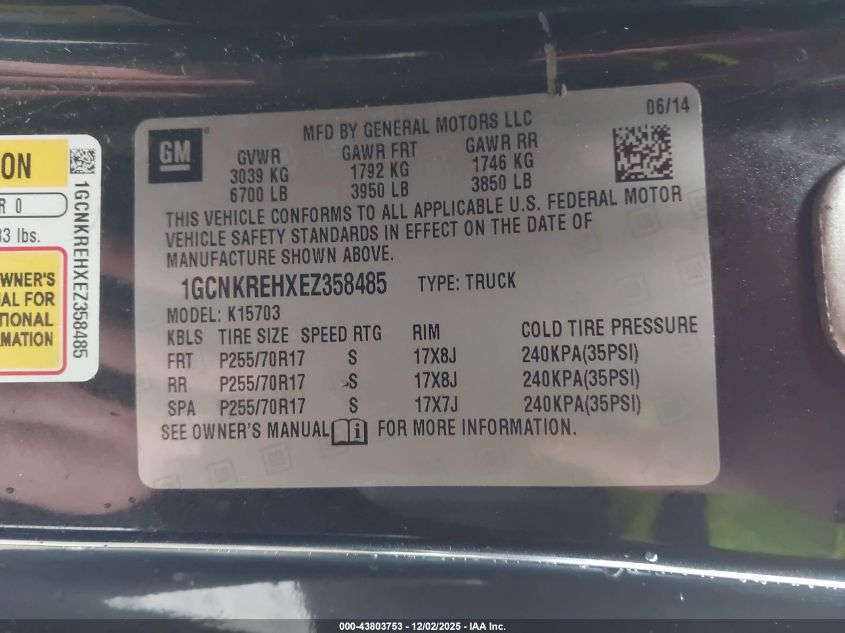 ON
R 0
33 lbs.
OWNER'S
AL FOR
TIONAL
MATION
1GCNKREHXEZ358485
GM
MFD BY GENERAL MOTORS LLC
06/14
GVWR GAWR FRT GAWR RR
3039 KG 1792 KG 1746 KG
6700 LB 3950 LB 3850 LB
THIS VEHICLE CONFORMS TO ALL APPLICABLE U.S. FEDERAL MOTOR
VEHICLE SAFETY STANDARDS IN EFFECT ON THE DATE OF
MANUFACTURE SHOWN ABOVE.
1GCNKREHXEZ358485 TYPE: TRUCK
MODEL: K15703
KBLS TIRE SIZE SPEED RTG RIM COLD TIRE PRESSURE
FRT P255/70R17 S 17X8J 240KPA(35PSI)
RR P255/70R17 S 17X8J 240KPA(35PSI)
SPA P255/70R17 S 17X7J 240KPA(35PSI)
SEE OWNER'S MANUAL FOR MORE INFORMATION.
000-43803753 - 12/02/2025 - IAA Inc.